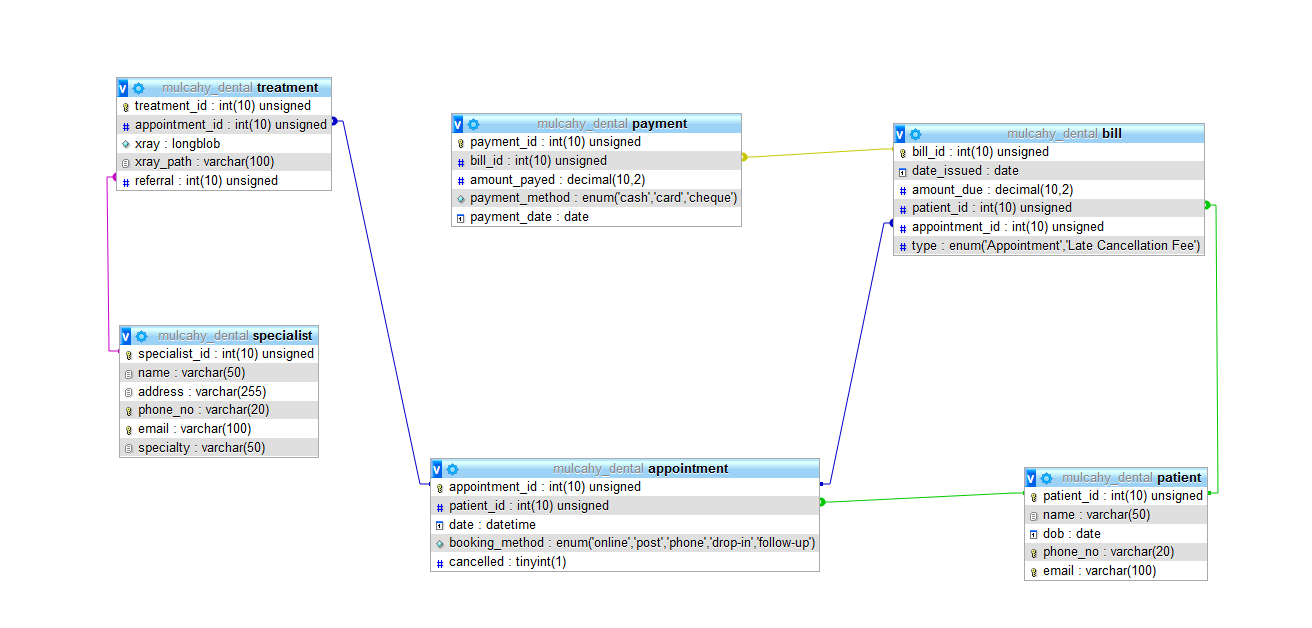 mulcahy_dental treatment
treatment_id : int(10) unsigned
appointment_id : int(10) unsigned
xray : longblob
xray_path : varchar(100)
referral : int(10) unsigned
mulcahy_dental payment
payment_id : int(10) unsigned
bill_id : int(10) unsigned
amount_payed : decimal(10,2)
payment_method : enum('cash','card','cheque')
payment_date : date
mulcahy_dental bill
bill_id : int(10) unsigned
date_issued : date
amount_due : decimal(10,2)
patient_id : int(10) unsigned
appointment_id : int(10) unsigned
type : enum('Appointment','Late Cancellation Fee')
mulcahy_dental specialist
specialist_id : int(10) unsigned
name : varchar(50)
address : varchar(255)
phone_no : varchar(20)
email : varchar(100)
specialty : varchar(50)
mulcahy_dental appointment
appointment_id : int(10) unsigned
patient_id : int(10) unsigned
date : datetime
booking_method : enum('online','post','phone','drop-in','follow-up')
cancelled : tinyint(1)
mulcahy_dental patient
patient_id : int(10) unsigned
name : varchar(50)
dob : date
phone_no : varchar(20)
email : varchar(100)